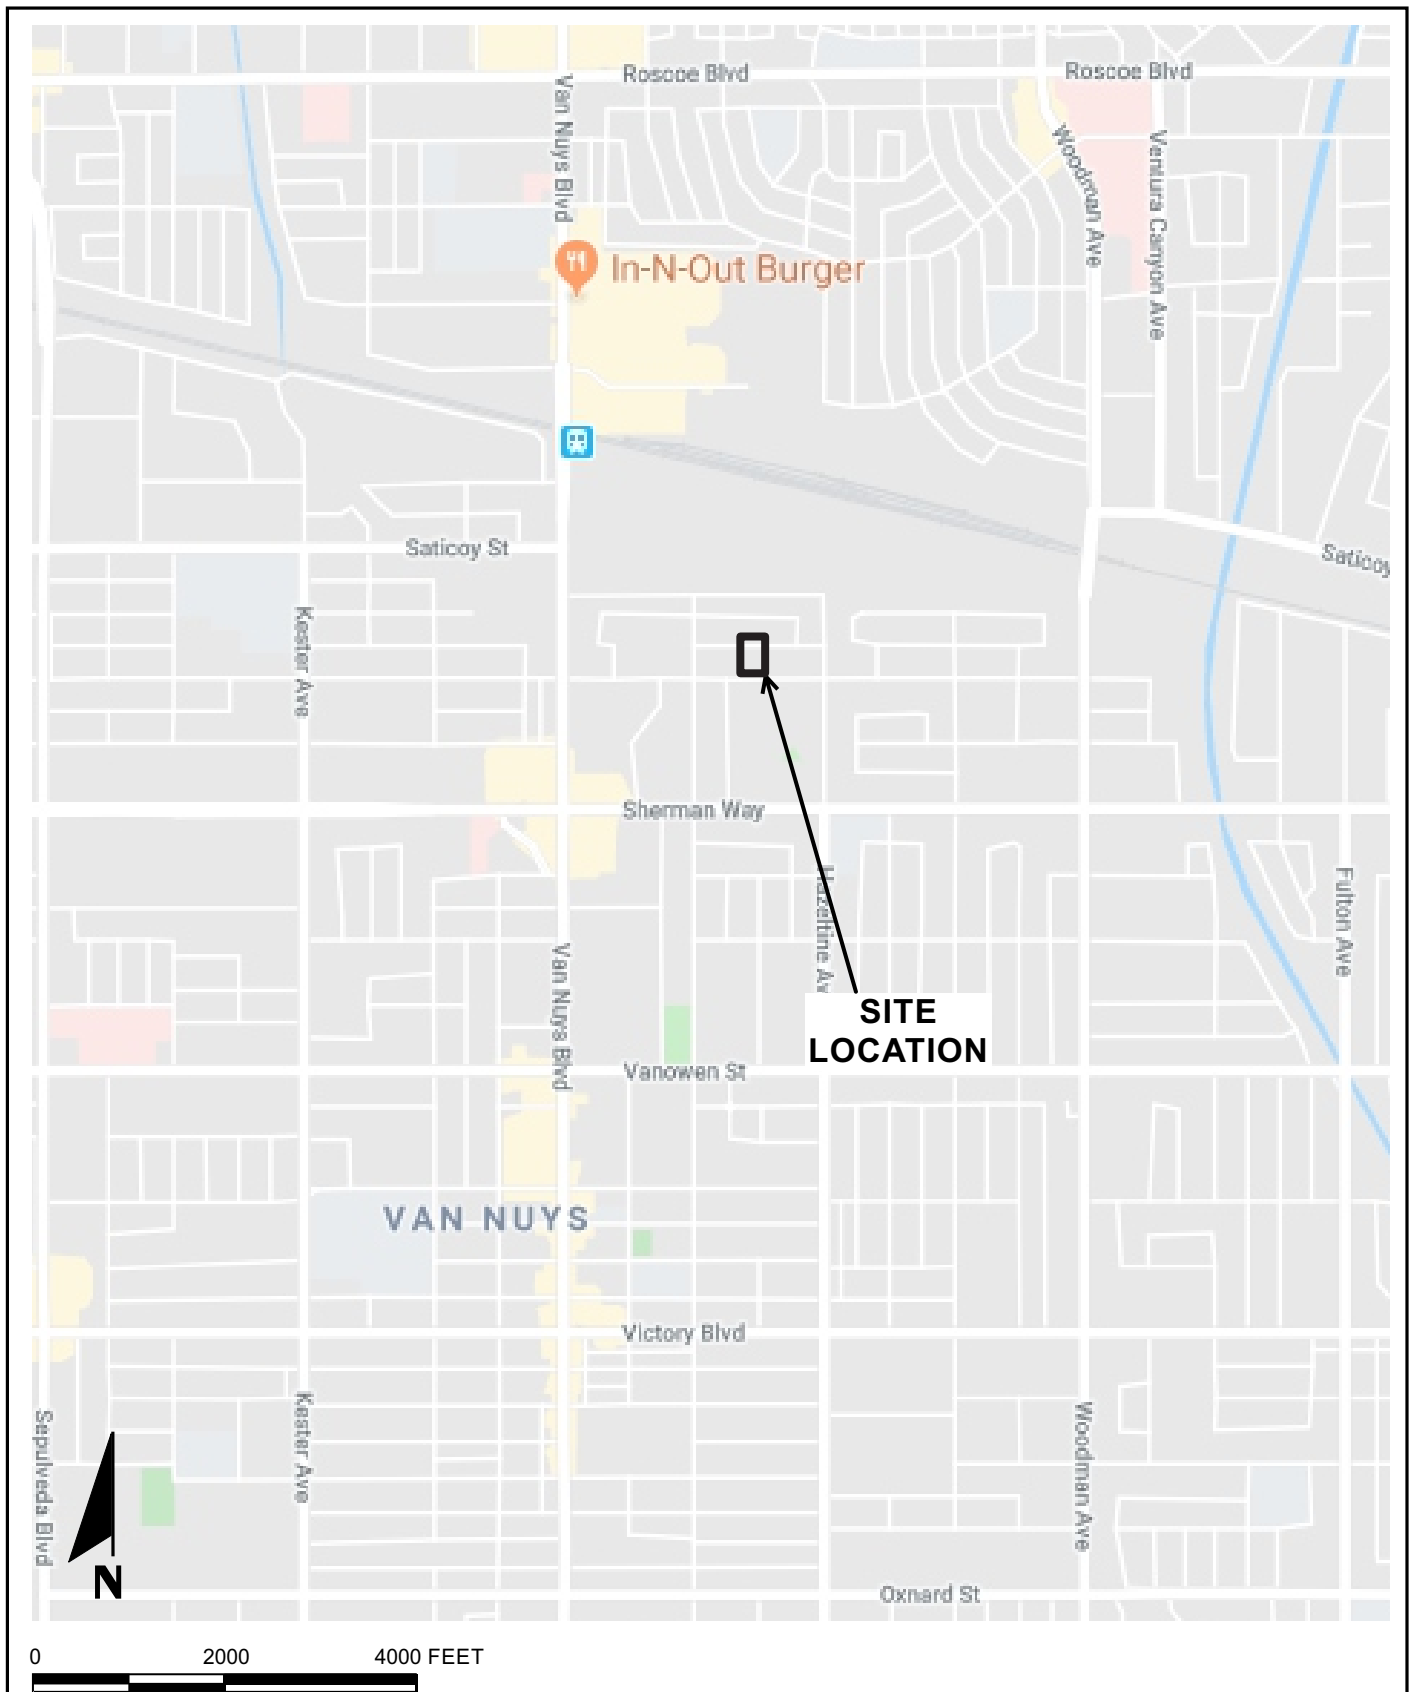 Roscoe Blvd
Roscoe Blvd
Van Nuys Blvd
Woodman Ave
Ventura Canyon Ave
In-N-Out Burger
Saticoy St
Saticoy
Kester Ave
Sherman Way
Hazeltine Av
Fulton Ave
Van Nuys Blvd
SITE
LOCATION
Vanowen St
VAN NUYS
Victory Blvd
Sepulveda Blvd
Kester Ave
Woodman Ave
N
Oxnard St
0 2000 4000 FEET